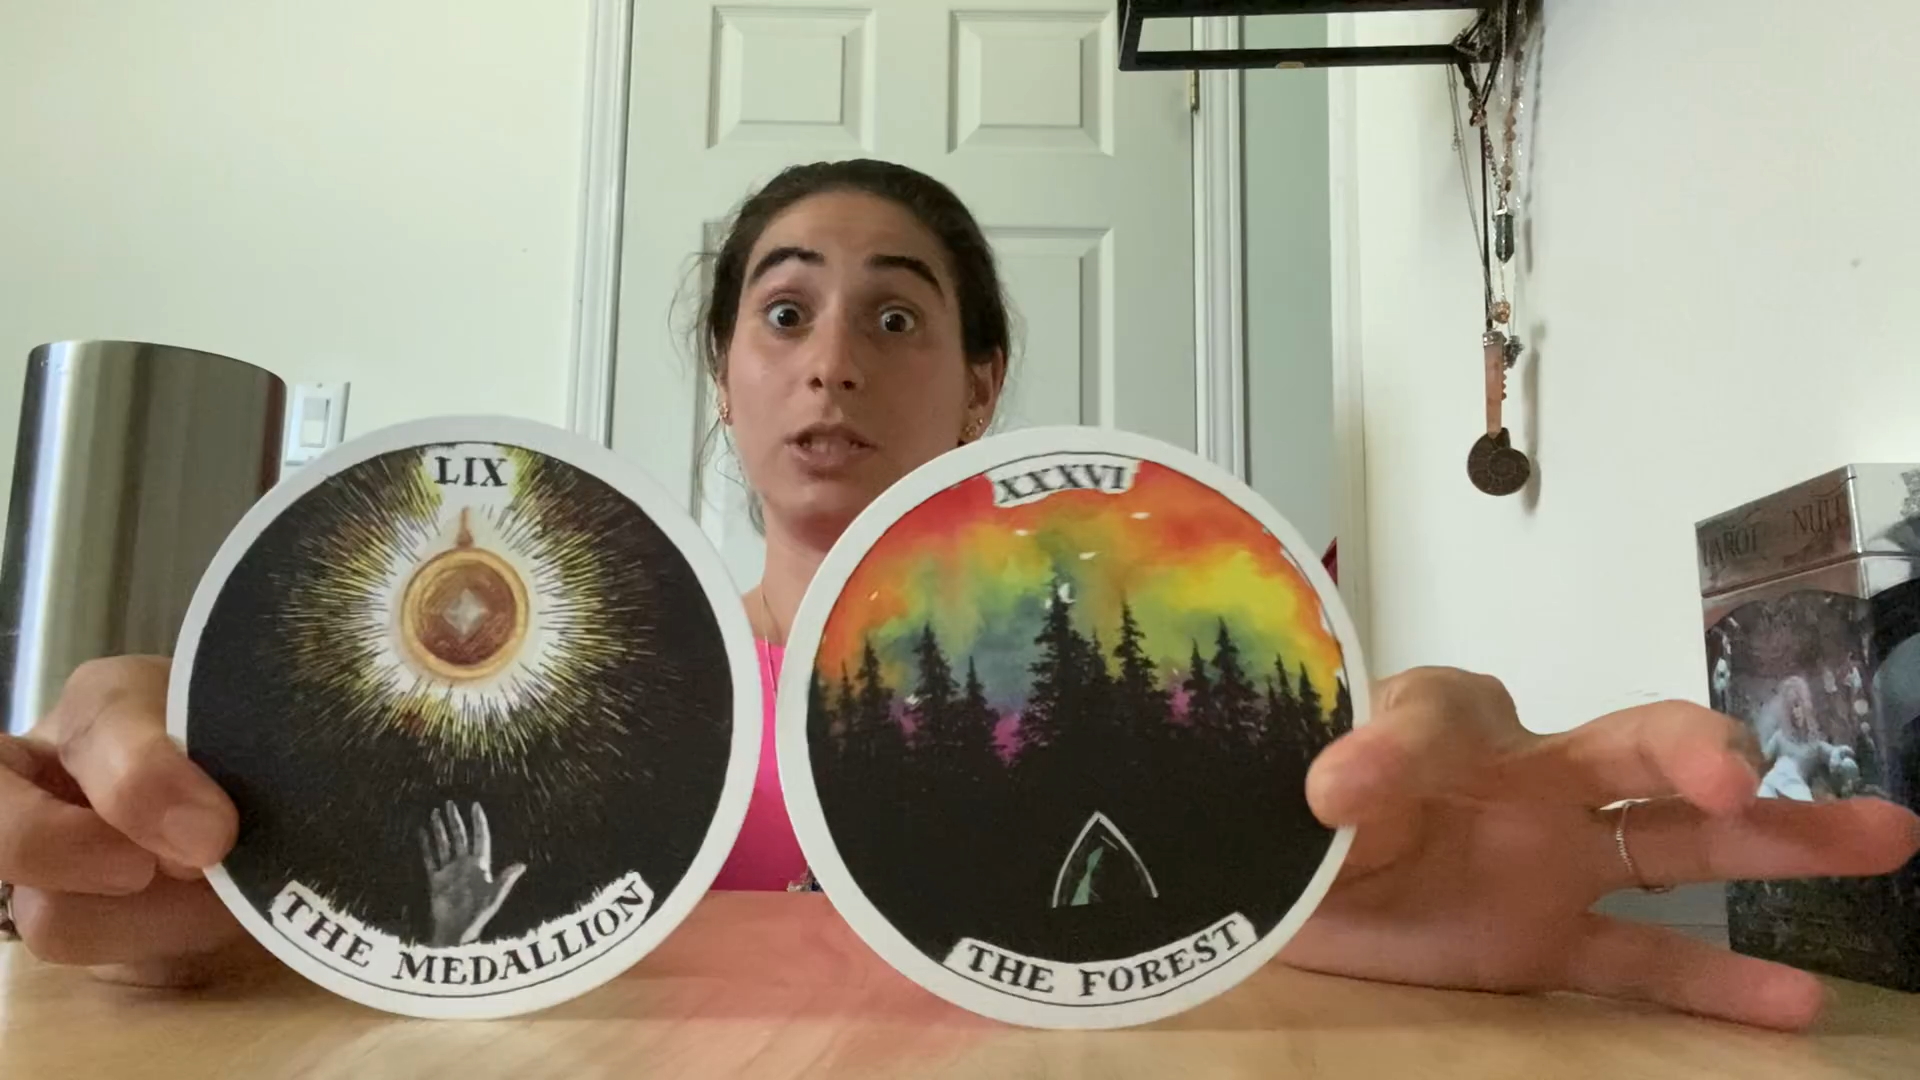 LIX
THE MEDALLION
XXXVI
THE FOREST
TAROT